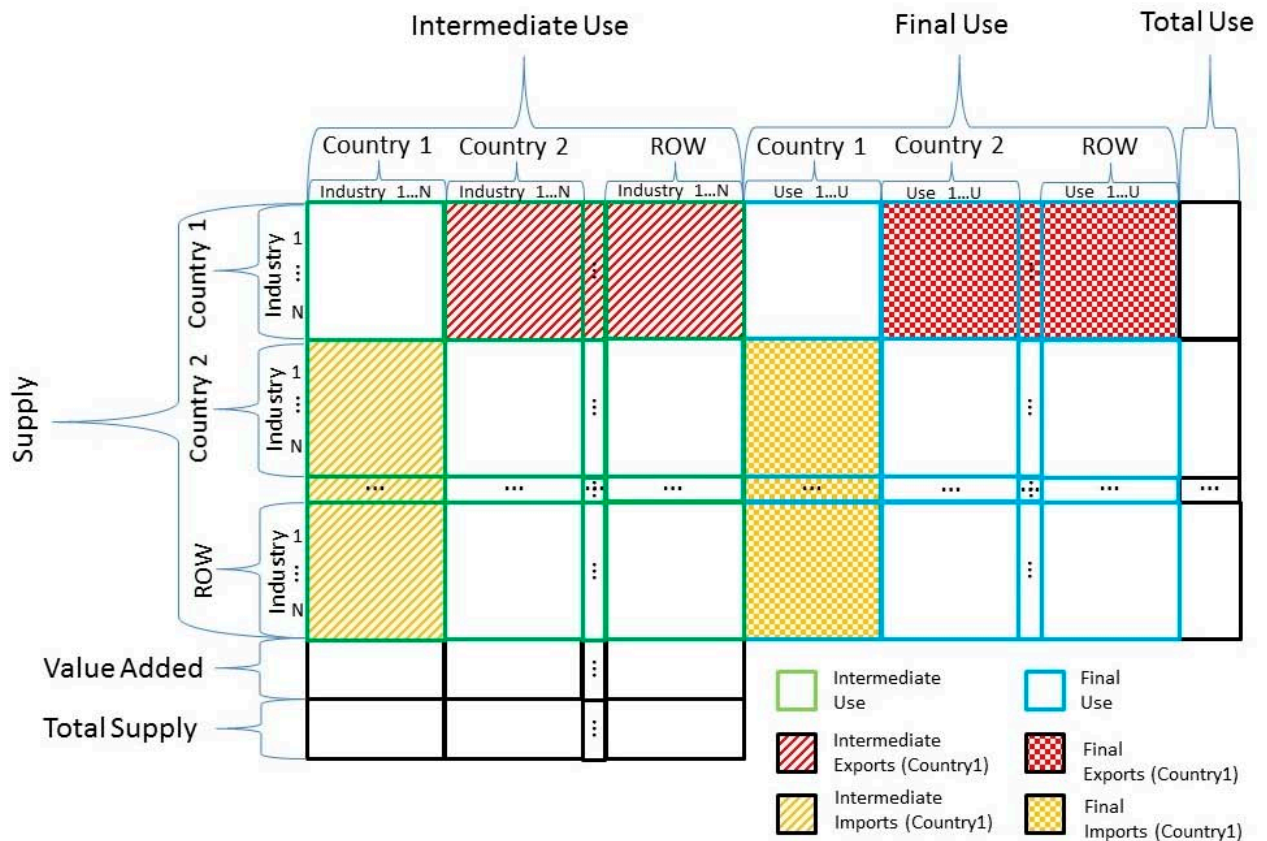 Intermediate Use
Final Use
Total Use
Country 1
Country 2
ROW
Country 1
Country 2
ROW
Industry 1...N
Industry 1...N
Industry 1...N
Use 1...U
Use 1...U
Use 1...U
Supply
Country 1
Industry
1
...
N
Country 2
Industry
1
...
N
ROW
Industry
1
...
N
...
...
...
...
... ... ... ... ... ... ... ... ...
...
...
Value Added
...
Total Supply
...
Intermediate
Use
Final
Use
Intermediate
Exports (Country1)
Final
Exports (Country1)
Intermediate
Imports (Country1)
Final
Imports (Country1)